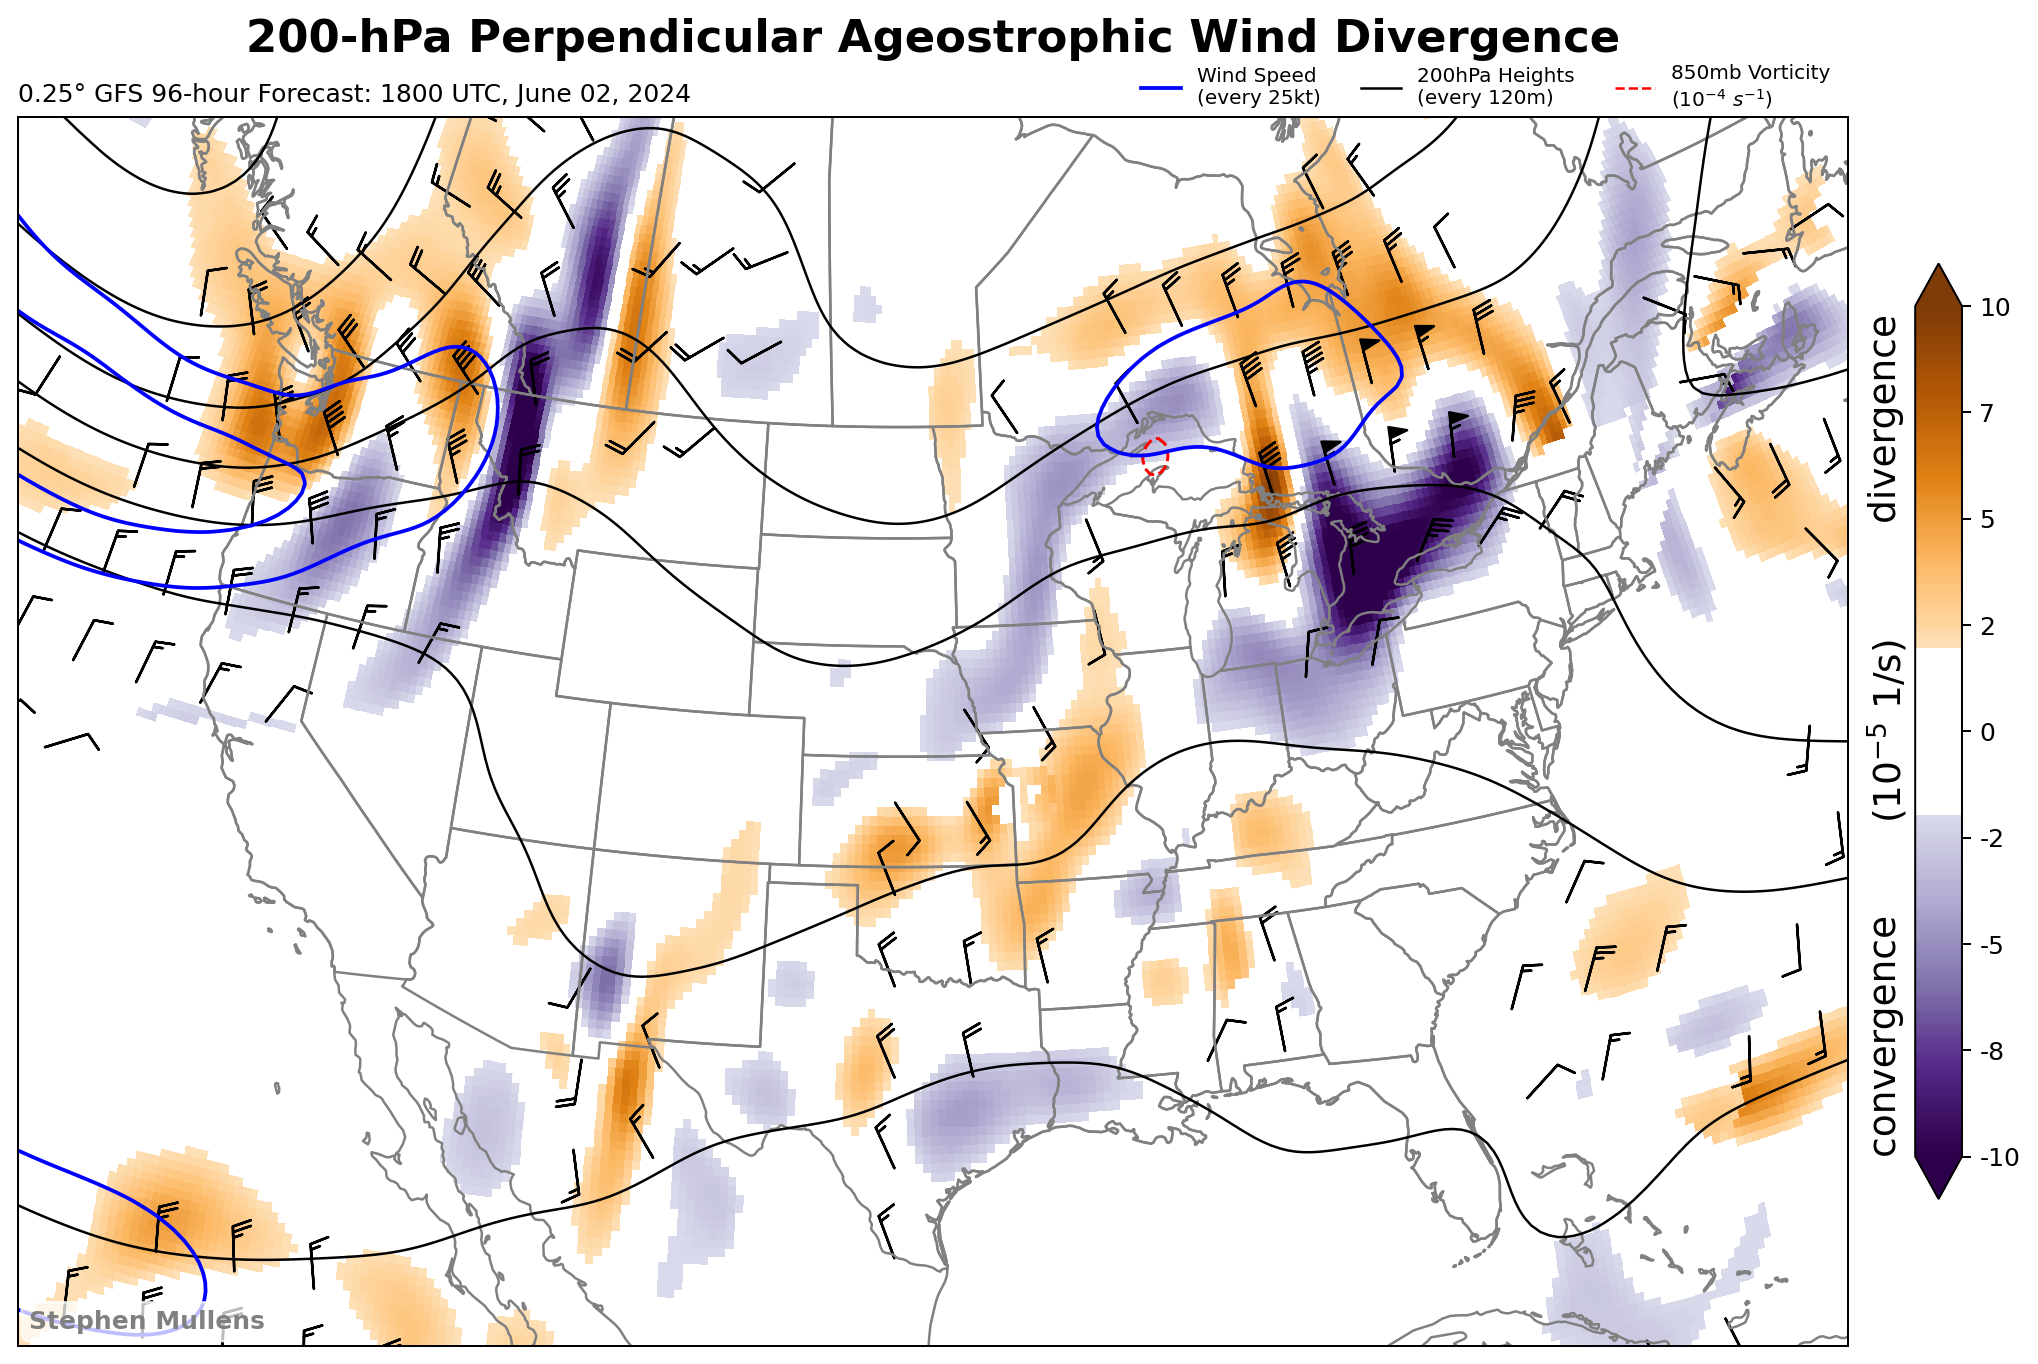 200-hPa Perpendicular Ageostrophic Wind Divergence
0.25° GFS 96-hour Forecast: 1800 UTC, June 02, 2024
Wind Speed
(every 25kt)
200hPa Heights
(every 120m)
850mb Vorticity
(10⁻⁴ s⁻¹)
10
7
5
2
0
-2
-5
-8
-10
convergence (10⁻⁵ 1/s) divergence
Stephen Mullens